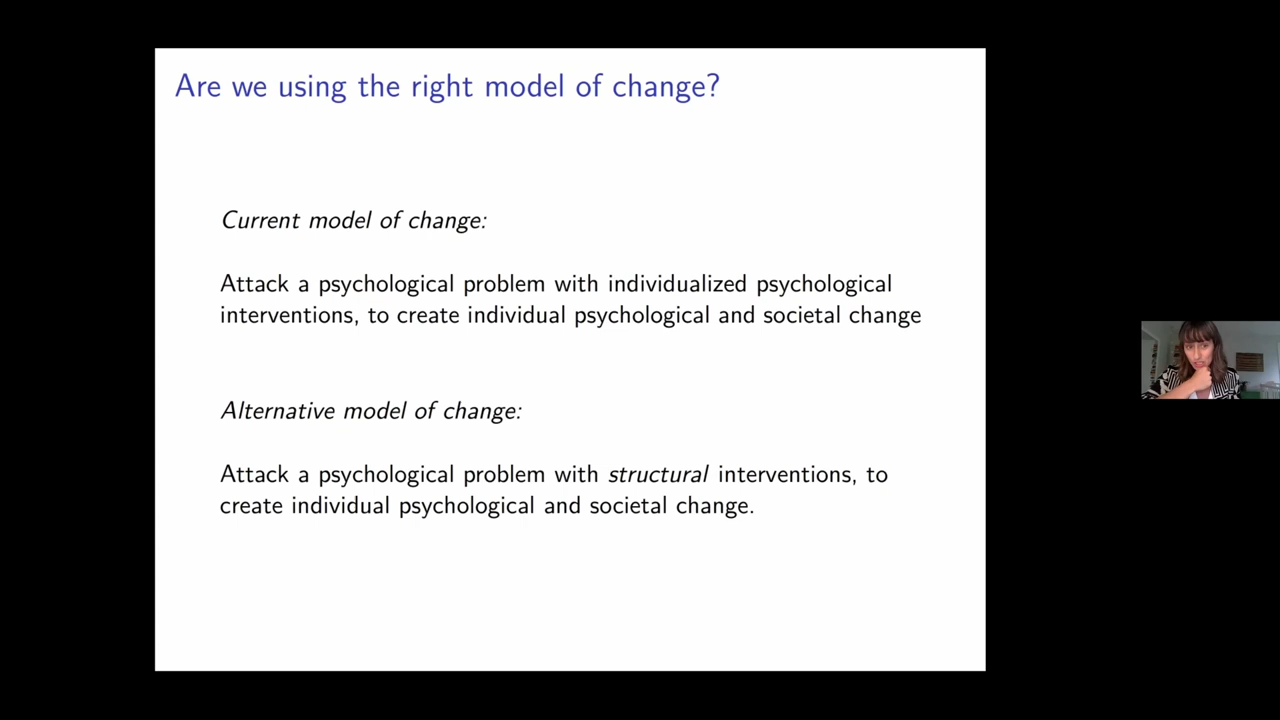 Are we using the right model of change?
Current model of change:
Attack a psychological problem with individualized psychological
interventions, to create individual psychological and societal change
Alternative model of change:
Attack a psychological problem with structural interventions, to
create individual psychological and societal change.